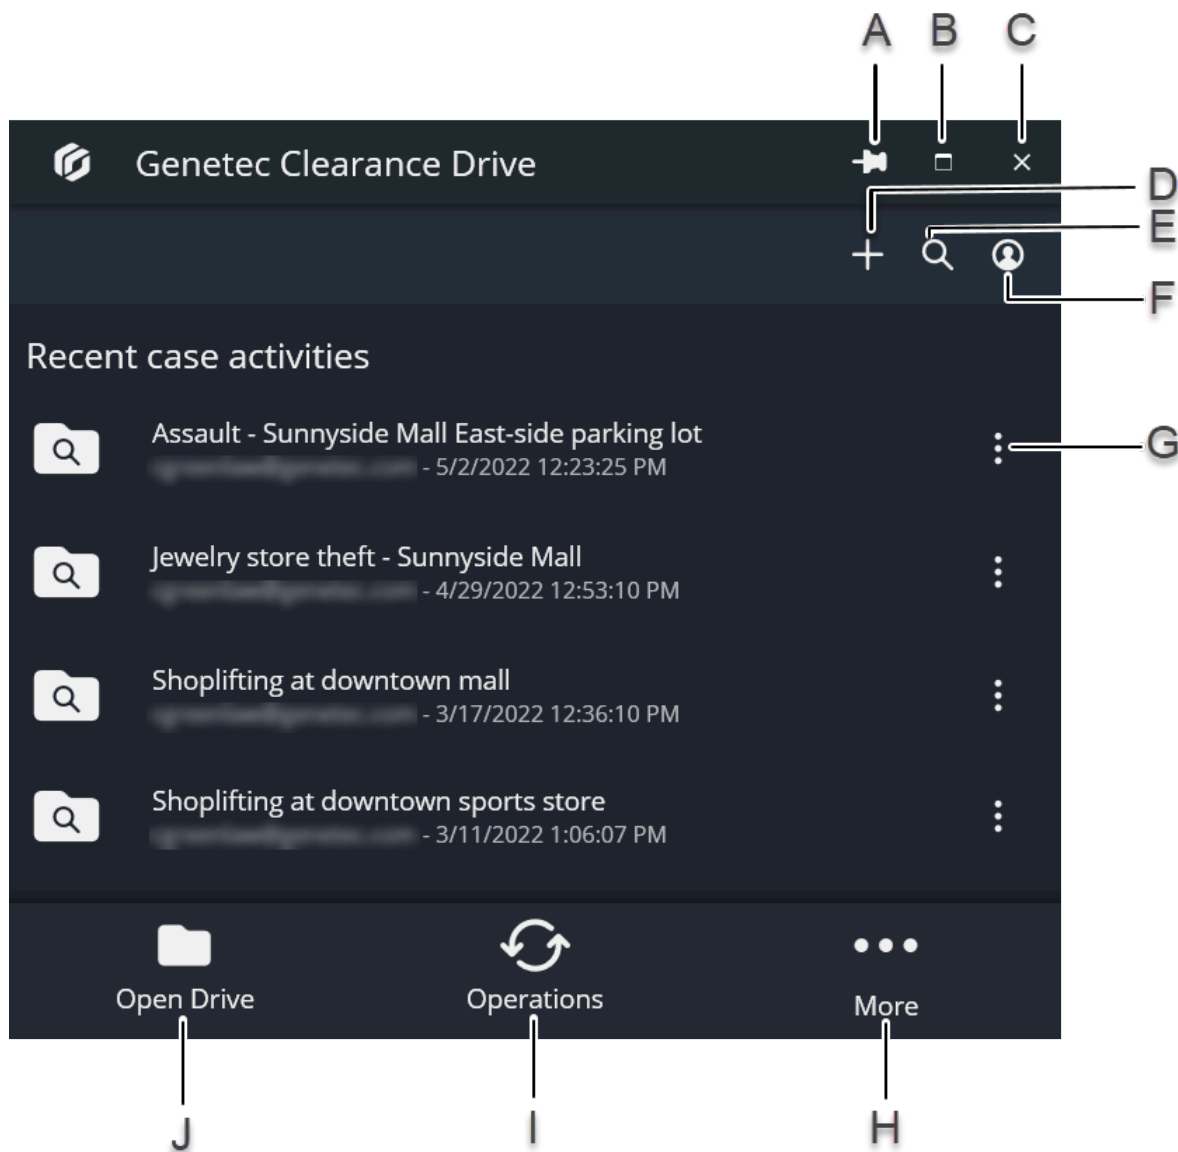 A B C
Genetec Clearance Drive
D
E
F
Recent case activities
Assault - Sunnyside Mall East-side parking lot
- 5/2/2022 12:23:25 PM
G
Jewelry store theft - Sunnyside Mall
- 4/29/2022 12:53:10 PM
Shoplifting at downtown mall
- 3/17/2022 12:36:10 PM
Shoplifting at downtown sports store
- 3/11/2022 1:06:07 PM
Open Drive Operations More
J I H